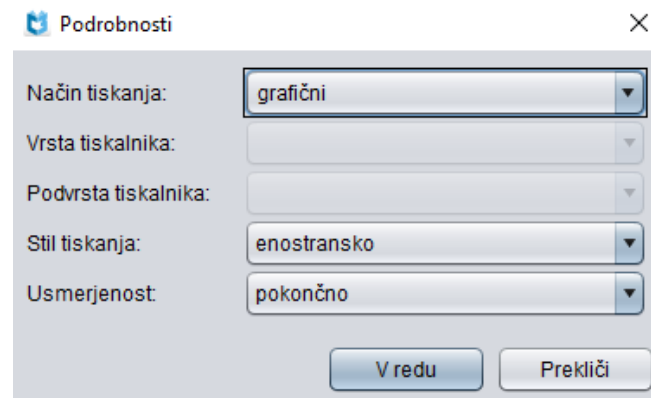 Podrobnosti
Način tiskanja: grafični
Vrsta tiskalnika:
Podvrsta tiskalnika:
Stil tiskanja: enostransko
Usmerjenost: pokončno
V redu Prekliči